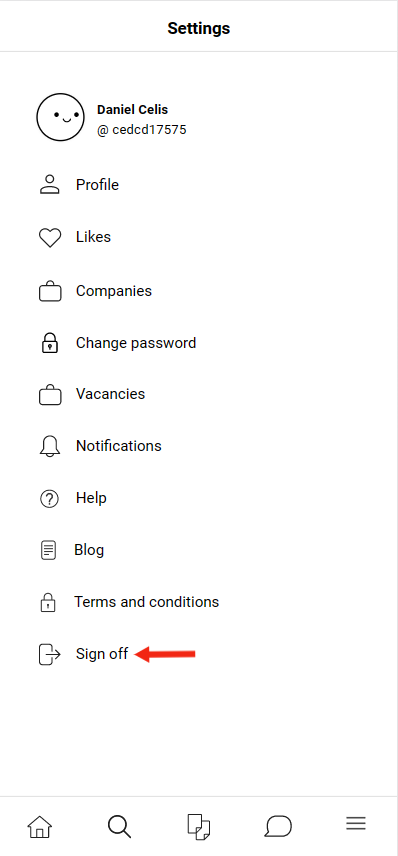 Settings
Daniel Celis
@ cedcd17575
Profile
Likes
Companies
Change password
Vacancies
Notifications
Help
Blog
Terms and conditions
Sign off